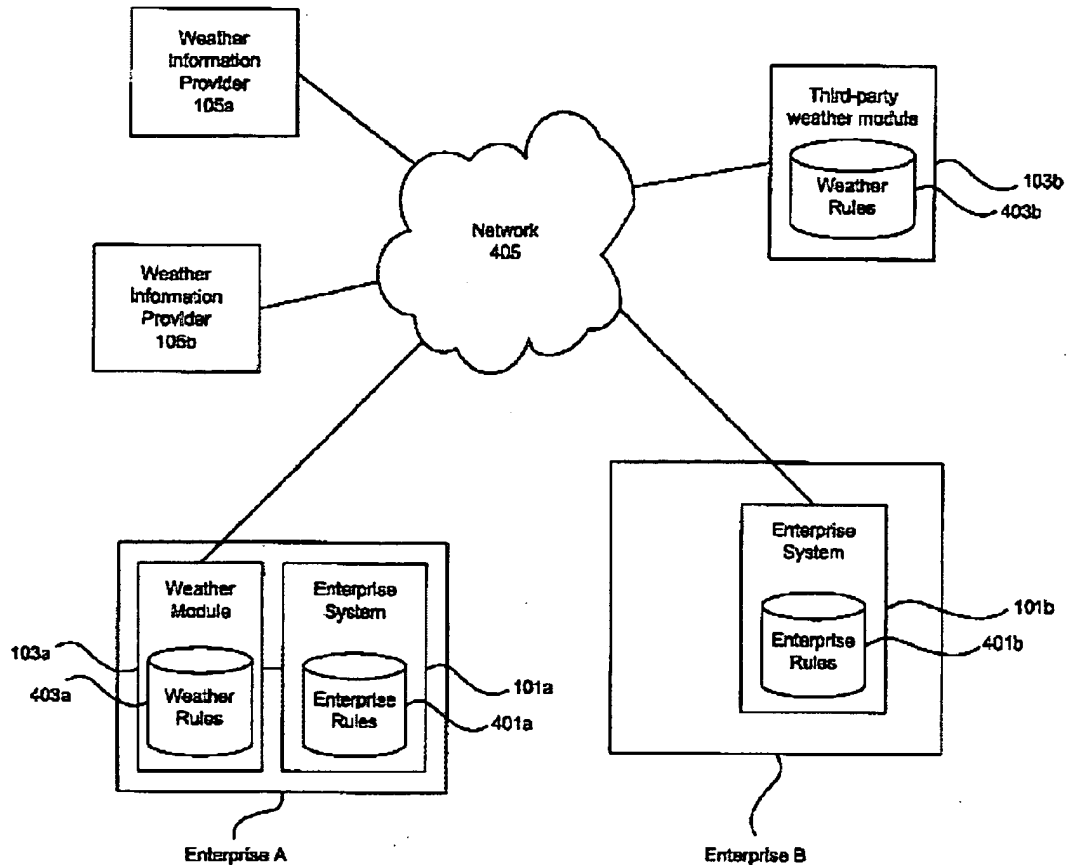 Weather
Information
Provider
105a
Third-party
weather module
Weather
Rules
103b
403b
Network
405
Weather
Information
Provider
105b
Weather
Module
Weather
Rules
103a
403a
Enterprise
System
Enterprise
Rules
101a
401a
Enterprise A
Enterprise
System
Enterprise
Rules
101b
401b
Enterprise B